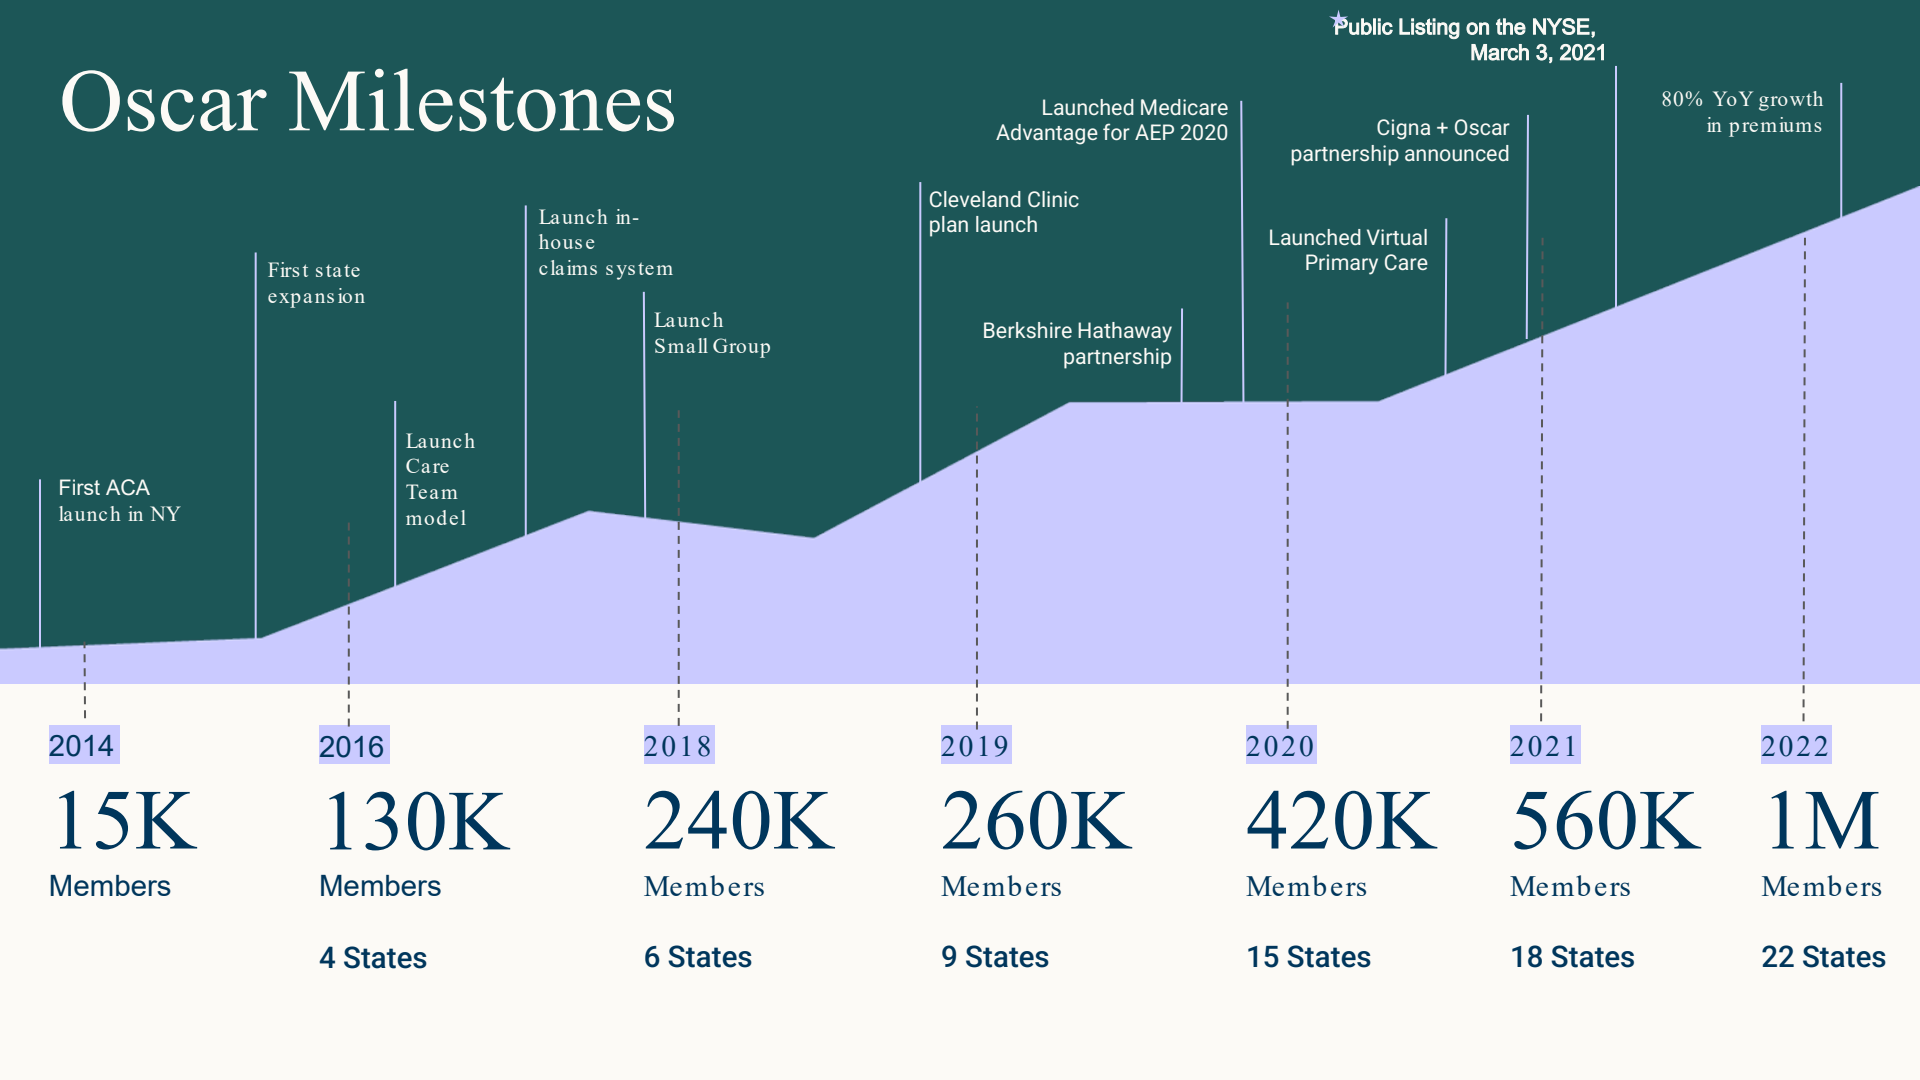 Public Listing on the NYSE,
March 3, 2021
Oscar Milestones
Launched Medicare
Advantage for AEP 2020
Cigna + Oscar
partnership announced
80% YoY growth
in premiums
Cleveland Clinic
plan launch
Launch in-
house
claims system
Launched Virtual
Primary Care
First state
expansion
Launch
Small Group
Berkshire Hathaway
partnership
Launch
Care
Team
model
First ACA
launch in NY
2014
15K
Members
2016
130K
Members
4 States
2018
240K
Members
6 States
2019
260K
Members
9 States
2020
420K
Members
15 States
2021
560K
Members
18 States
2022
1M
Members
22 States